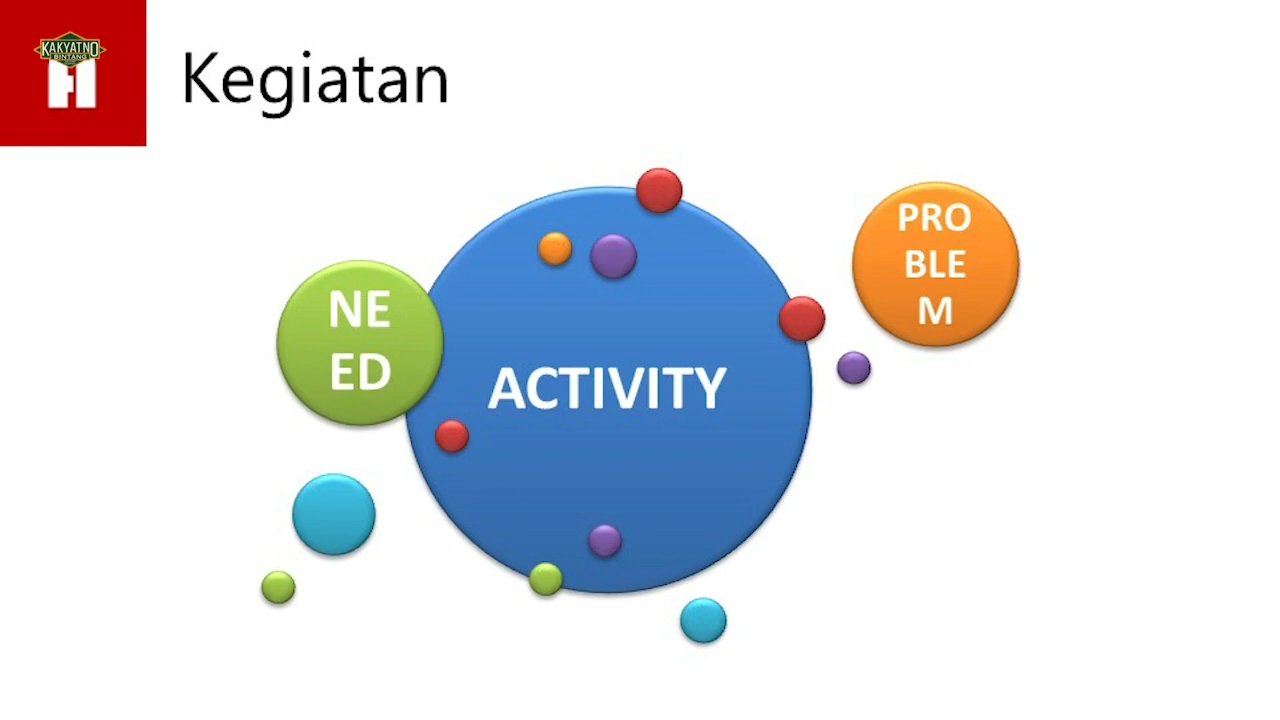 KAKYATNO
BINTANG
Kegiatan
NE
ED
ACTIVITY
PRO
BLE
M